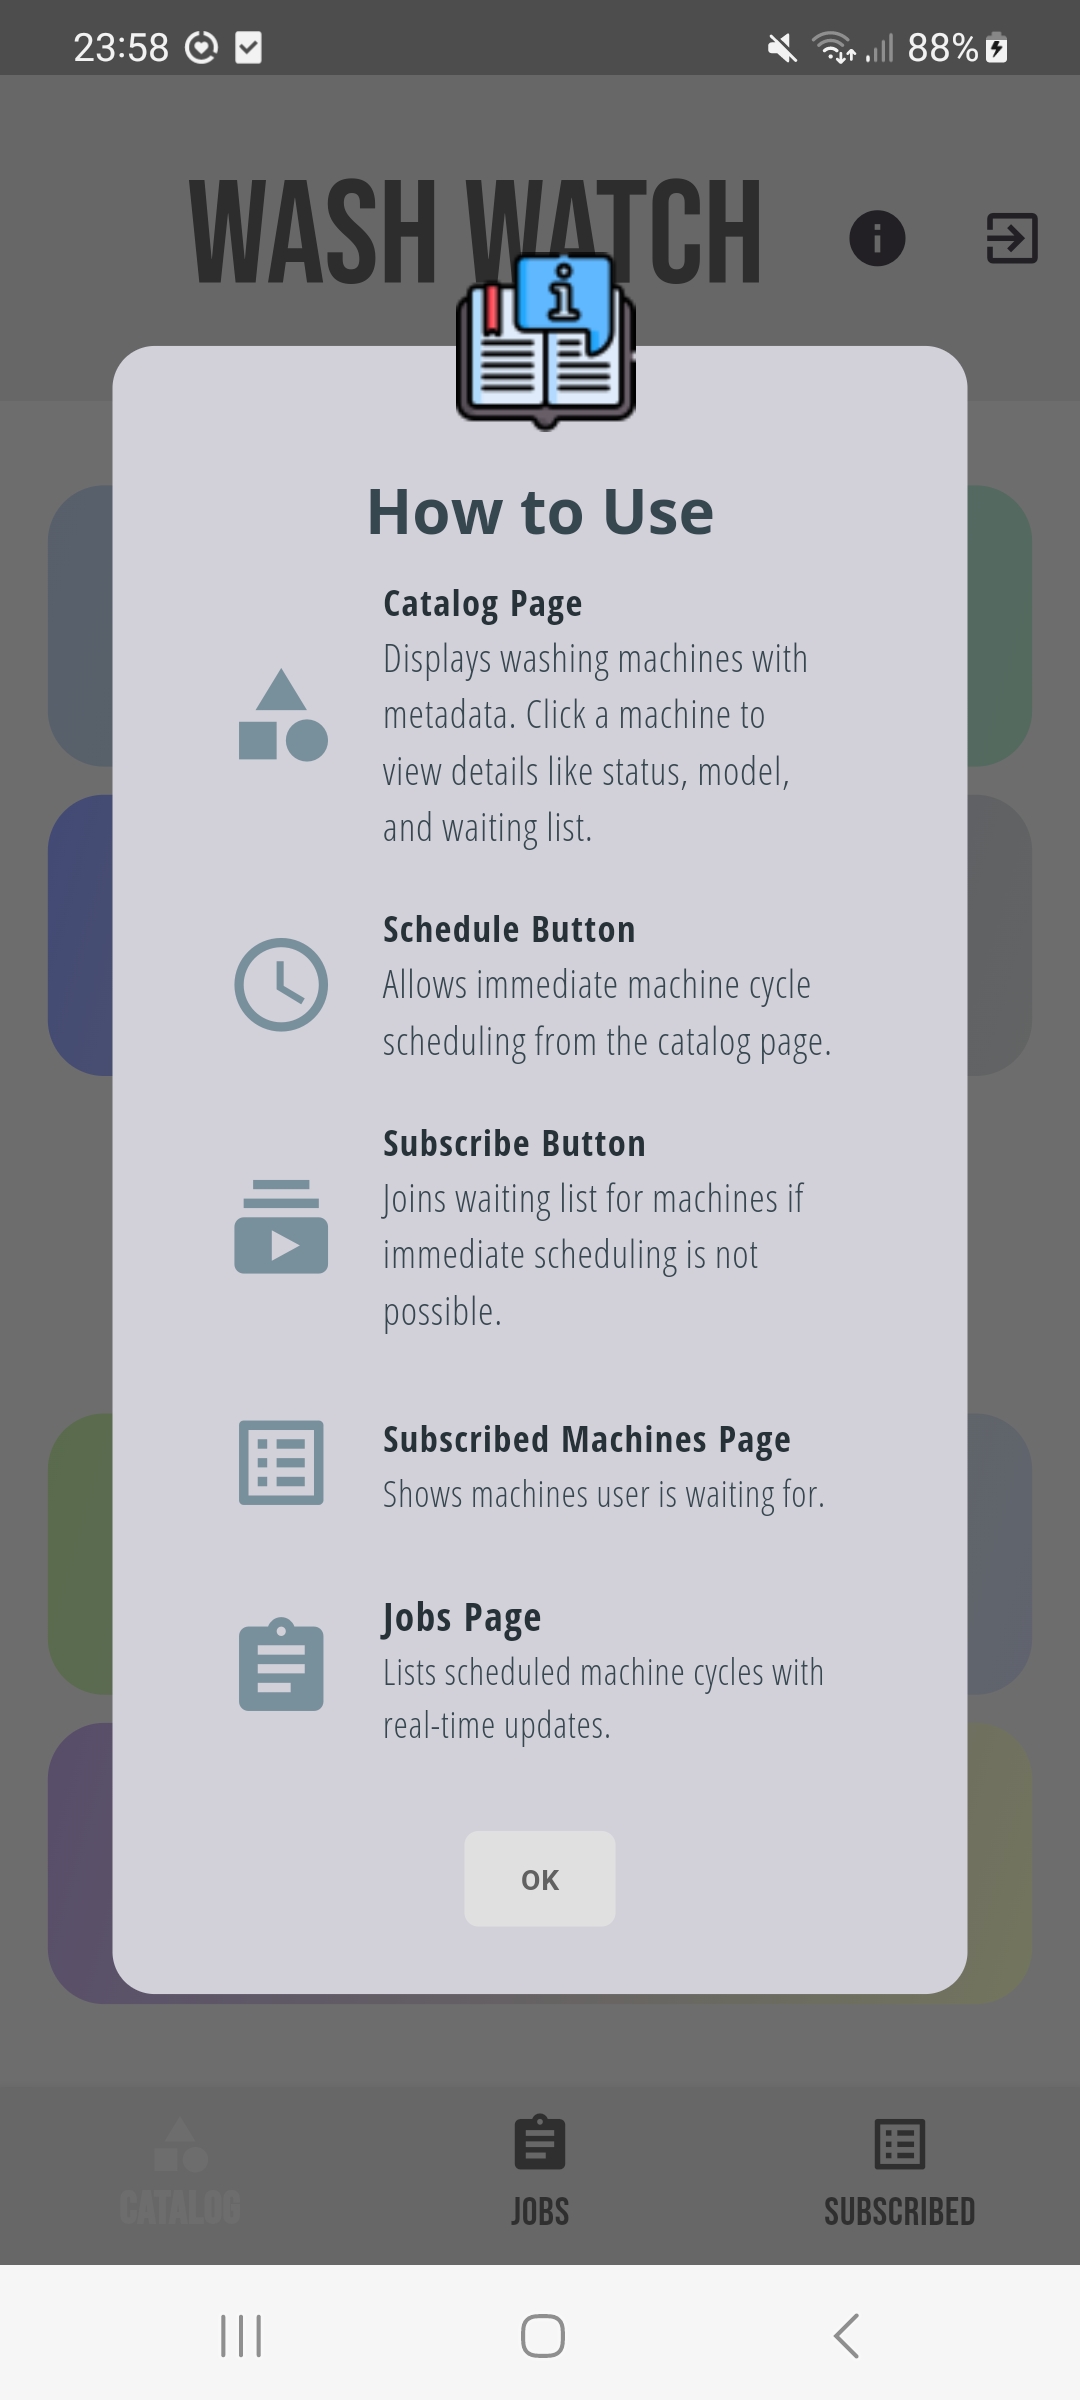 23:58
88%
WASH WATCH
How to Use
Catalog Page
Displays washing machines with
metadata. Click a machine to
view details like status, model,
and waiting list.
Schedule Button
Allows immediate machine cycle
scheduling from the catalog page.
Subscribe Button
Joins waiting list for machines if
immediate scheduling is not
possible.
Subscribed Machines Page
Shows machines user is waiting for.
Jobs Page
Lists scheduled machine cycles with
real-time updates.
OK
CATALOG
JOBS
SUBSCRIBED